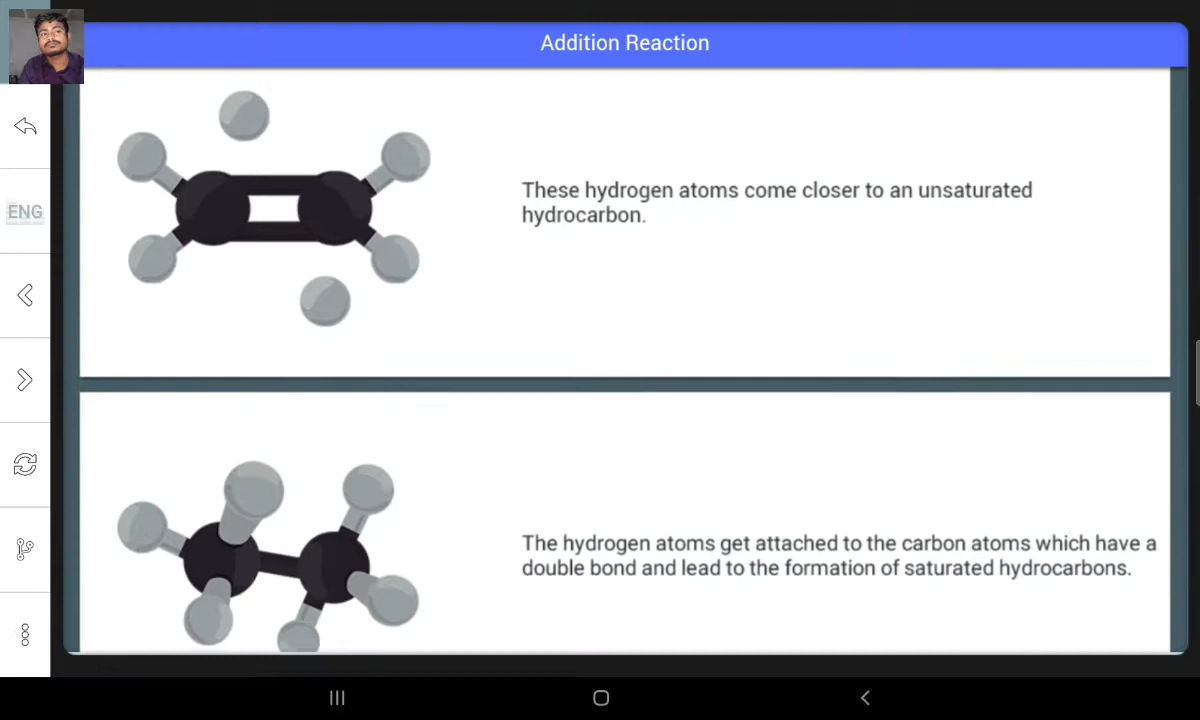 Addition Reaction
ENG
These hydrogen atoms come closer to an unsaturated
hydrocarbon.
The hydrogen atoms get attached to the carbon atoms which have a
double bond and lead to the formation of saturated hydrocarbons.